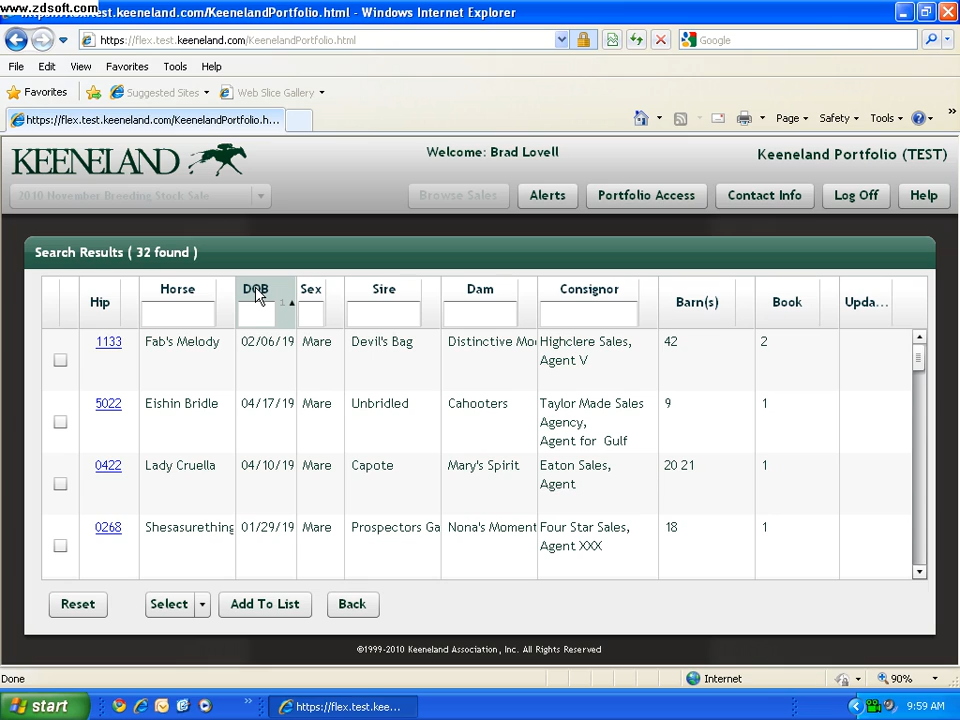 www.zdsoft.com
test.keeneland.com/KeenelandPortfolio.html - Windows Internet Explorer
https://flex.test.keeneland.com/KeenelandPortfolio.html
Google
File Edit View Favorites Tools Help
Favorites Suggested Sites Web Slice Gallery
https://flex.test.keeneland.com/KeenelandPortfolio.h...
Page Safety Tools
KEENELAND
Welcome: Brad Lovell
Keeneland Portfolio (TEST)
2010 November Breeding Stock Sale
Browse Sales Alerts Portfolio Access Contact Info Log Off Help
Search Results ( 32 found )
Hip Horse DOB 1 Sex Sire Dam Consignor Barn(s) Book Upda...
1133 Fab's Melody 02/06/19 Mare Devil's Bag Distinctive Mo Highclere Sales, 42 2
Agent V
5022 Eishin Bridle 04/17/19 Mare Unbridled Cahooters Taylor Made Sales 9 1
Agency,
Agent for Gulf
0422 Lady Cruella 04/10/19 Mare Capote Mary's Spirit Eaton Sales, 20 21 1
Agent
0268 Shesasurething 01/29/19 Mare Prospectors Ga Nona's Moment Four Star Sales, 18 1
Agent XXX
Reset Select Add To List Back
©1999-2010 Keeneland Association, Inc. All Rights Reserved
Done Internet 90%
start https://flex.test.kee... 9:59 AM